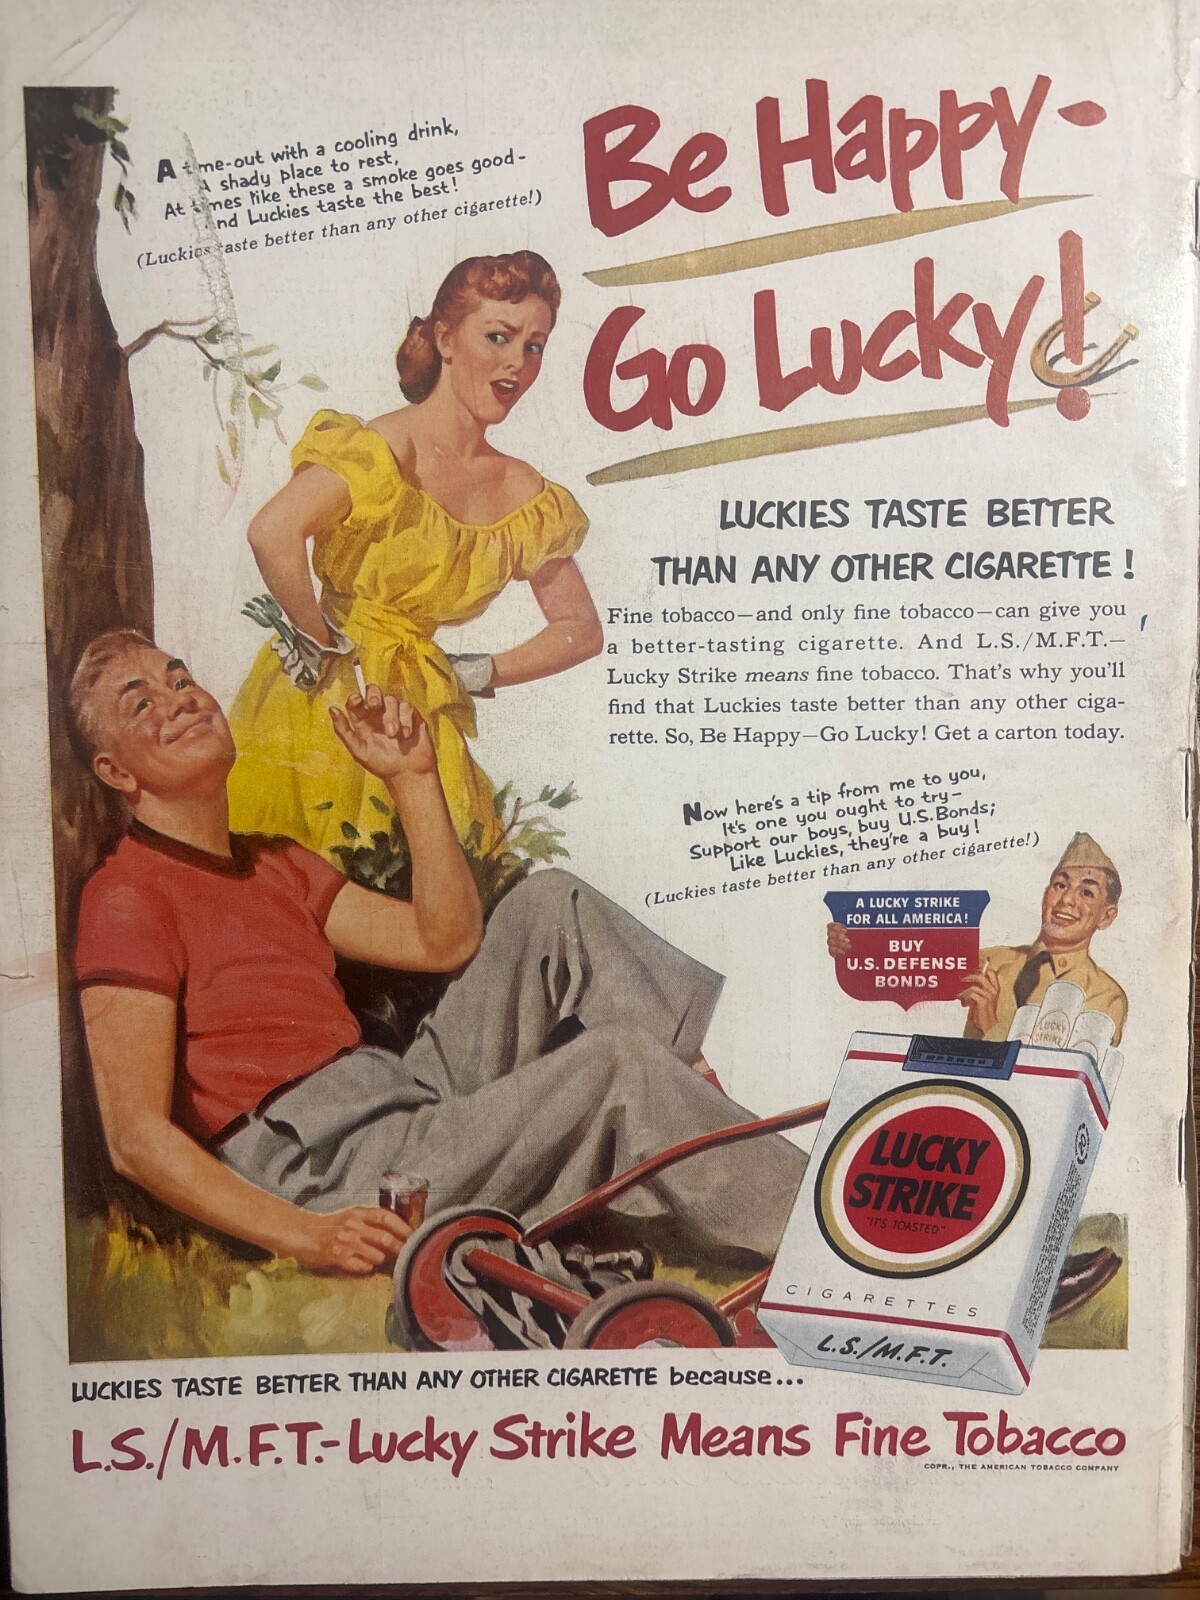 A time-out with a cooling drink,
A shady place to rest,
At times like these a smoke goes good-
And Luckies taste the best!
(Luckies taste better than any other cigarette!)
Be Happy-
Go Lucky!
LUCKIES TASTE BETTER
THAN ANY OTHER CIGARETTE!
Fine tobacco—and only fine tobacco—can give you
a better-tasting cigarette. And L.S./M.F.T.—
Lucky Strike means fine tobacco. That's why you'll
find that Luckies taste better than any other ciga-
rette. So, Be Happy—Go Lucky! Get a carton today.
Now here's a tip from me to you,
It's one you ought to try—
Support our boys, buy U.S. Bonds;
Like Luckies, they're a buy!
(Luckies taste better than any other cigarette!)
A LUCKY STRIKE
FOR ALL AMERICA!
BUY
U.S. DEFENSE
BONDS
LUCKY
STRIKE
LUCKY
STRIKE
"IT'S TOASTED"
CIGARETTES
L.S./M.F.T.
20
LUCKIES TASTE BETTER THAN ANY OTHER CIGARETTE because...
L.S./M.F.T.-Lucky Strike Means Fine Tobacco
COPR., THE AMERICAN TOBACCO COMPANY